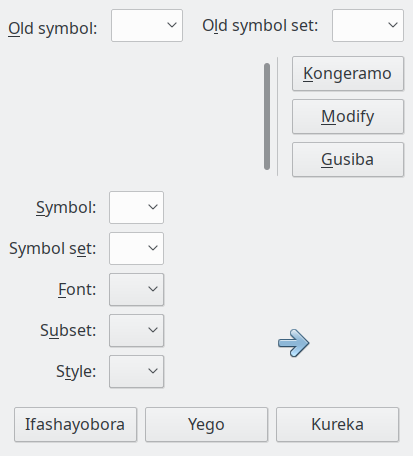 Old symbol: Old symbol set:
Kongeramo
Modify
Gusiba
Symbol:
Symbol set:
Font:
Subset:
Style:
Ifashayobora Yego Kureka